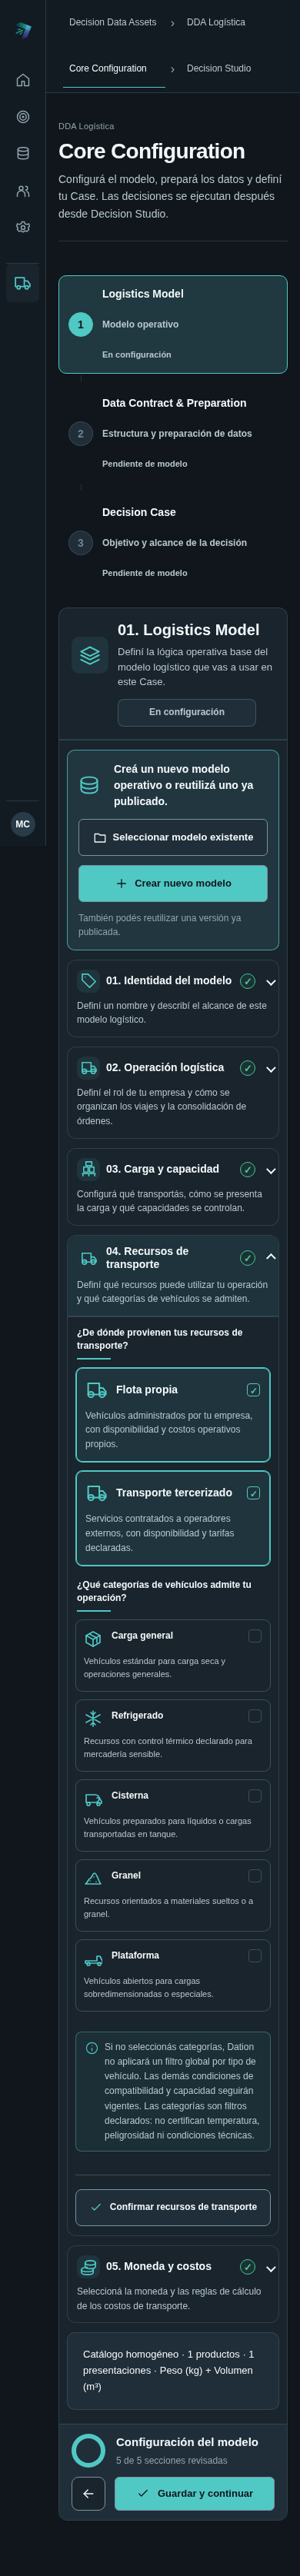 Decision Data Assets > DDA Logística
Core Configuration > Decision Studio
DDA Logística
Core Configuration
Configurá el modelo, prepará los datos y definí
tu Case. Las decisiones se ejecutan después
desde Decision Studio.
Logistics Model
1
Modelo operativo
En configuración
Data Contract & Preparation
2
Estructura y preparación de datos
Pendiente de modelo
Decision Case
3
Objetivo y alcance de la decisión
Pendiente de modelo
01. Logistics Model
Definí la lógica operativa base del
modelo logístico que vas a usar en
este Case.
En configuración
MC
Creá un nuevo modelo
operativo o reutilizá uno ya
publicado.
Seleccionar modelo existente
+ Crear nuevo modelo
También podés reutilizar una versión ya
publicada.
01. Identidad del modelo
Definí un nombre y describí el alcance de este
modelo logístico.
02. Operación logística
Definí el rol de tu empresa y cómo se
organizan los viajes y la consolidación de
órdenes.
03. Carga y capacidad
Configurá qué transportás, cómo se presenta
la carga y qué capacidades se controlan.
04. Recursos de
transporte
Definí qué recursos puede utilizar tu operación
y qué categorías de vehículos se admiten.
¿De dónde provienen tus recursos de
transporte?
Flota propia
Vehículos administrados por tu empresa,
con disponibilidad y costos operativos
propios.
Transporte tercerizado
Servicios contratados a operadores
externos, con disponibilidad y tarifas
declaradas.
¿Qué categorías de vehículos admite tu
operación?
Carga general
Vehículos estándar para carga seca y
operaciones generales.
Refrigerado
Recursos con control térmico declarado para
mercadería sensible.
Cisterna
Vehículos preparados para líquidos o cargas
transportadas en tanque.
Granel
Recursos orientados a materiales sueltos o a
granel.
Plataforma
Vehículos abiertos para cargas
sobredimensionadas o especiales.
Si no seleccionás categorías, Dation
no aplicará un filtro global por tipo de
vehículo. Las demás condiciones de
compatibilidad y capacidad seguirán
vigentes. Las categorías son filtros
declarados: no certifican temperatura,
peligrosidad ni condiciones técnicas.
Confirmar recursos de transporte
05. Moneda y costos
Seleccioná la moneda y las reglas de cálculo
de los costos de transporte.
Catálogo homogéneo · 1 productos · 1
presentaciones · Peso (kg) + Volumen
(m³)
Configuración del modelo
5 de 5 secciones revisadas
Guardar y continuar